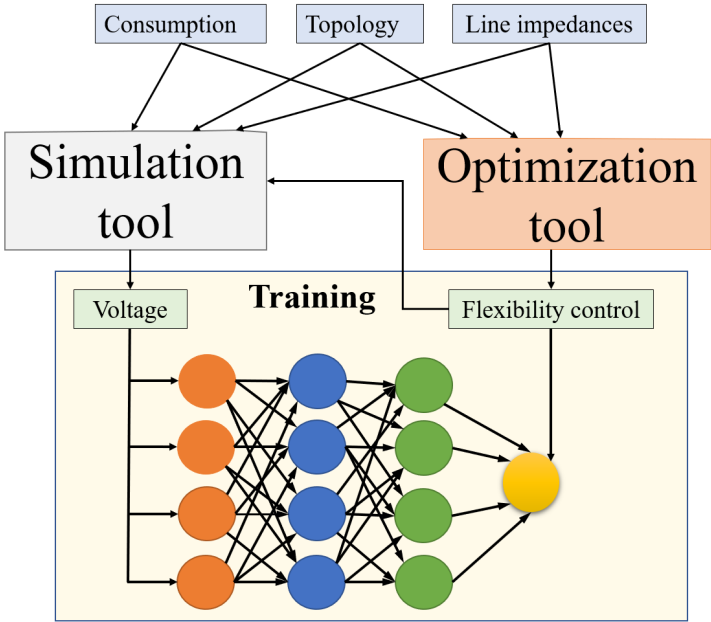 Consumption
Topology
Line impedances
Simulation
tool
Optimization
tool
Training
Voltage
Flexibility control